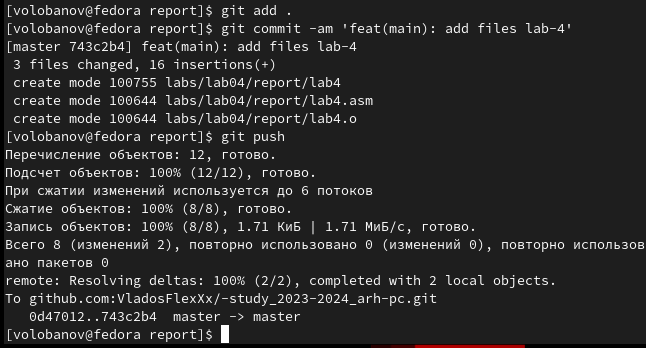 [volobanov@fedora report]$ git add .
[volobanov@fedora report]$ git commit -am 'feat(main): add files lab-4'
[master 743c2b4] feat(main): add files lab-4
 3 files changed, 16 insertions(+)
 create mode 100755 labs/lab04/report/lab4
 create mode 100644 labs/lab04/report/lab4.asm
 create mode 100644 labs/lab04/report/lab4.o
[volobanov@fedora report]$ git push
Перечисление объектов: 12, готово.
Подсчет объектов: 100% (12/12), готово.
При сжатии изменений используется до 6 потоков
Сжатие объектов: 100% (8/8), готово.
Запись объектов: 100% (8/8), 1.71 КиБ | 1.71 МиБ/с, готово.
Всего 8 (изменений 2), повторно использовано 0 (изменений 0), повторно использов
ано пакетов 0
remote: Resolving deltas: 100% (2/2), completed with 2 local objects.
To github.com:VladosFlexXx/-study_2023-2024_arh-pc.git
   0d47012..743c2b4  master -> master
[volobanov@fedora report]$